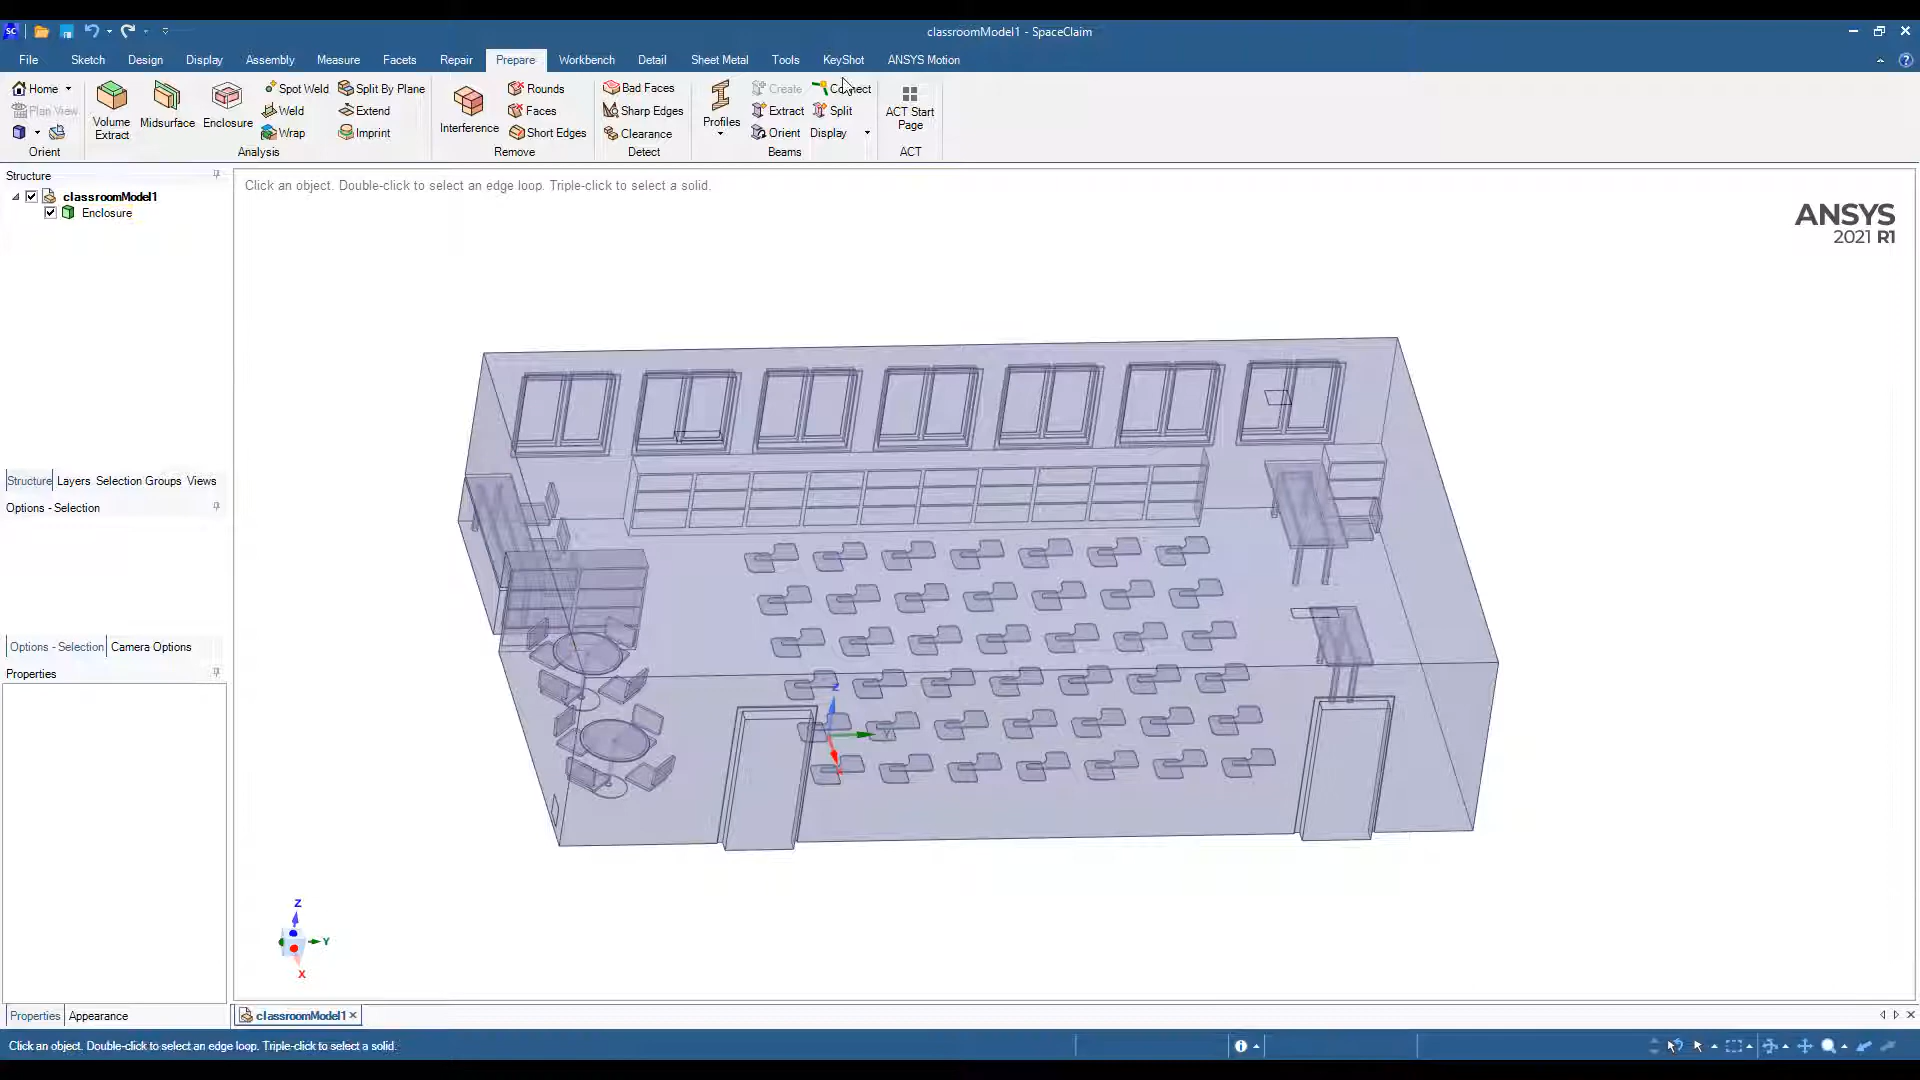 classroomModel1 - SpaceClaim
File Sketch Design Display Assembly Measure Facets Repair Prepare Workbench Detail Sheet Metal Tools KeyShot ANSYS Motion
Home
Plan View
Orient
Volume Extract
Midsurface
Enclosure
Spot Weld
Weld
Wrap
Split By Plane
Extend
Imprint
Analysis
Interference
Rounds
Faces
Short Edges
Remove
Bad Faces
Sharp Edges
Clearance
Detect
Profiles
Create
Extract
Orient
Connect
Split
Display
Beams
ACT Start
Page
ACT
Structure
classroomModel1
Enclosure
Click an object. Double-click to select an edge loop. Triple-click to select a solid.
ANSYS
2021 R1
Structure Layers Selection Groups Views
Options - Selection
Options - Selection Camera Options
Properties
Z
Y
X
Z
Y
X
Properties Appearance
classroomModel1
Click an object. Double-click to select an edge loop. Triple-click to select a solid.